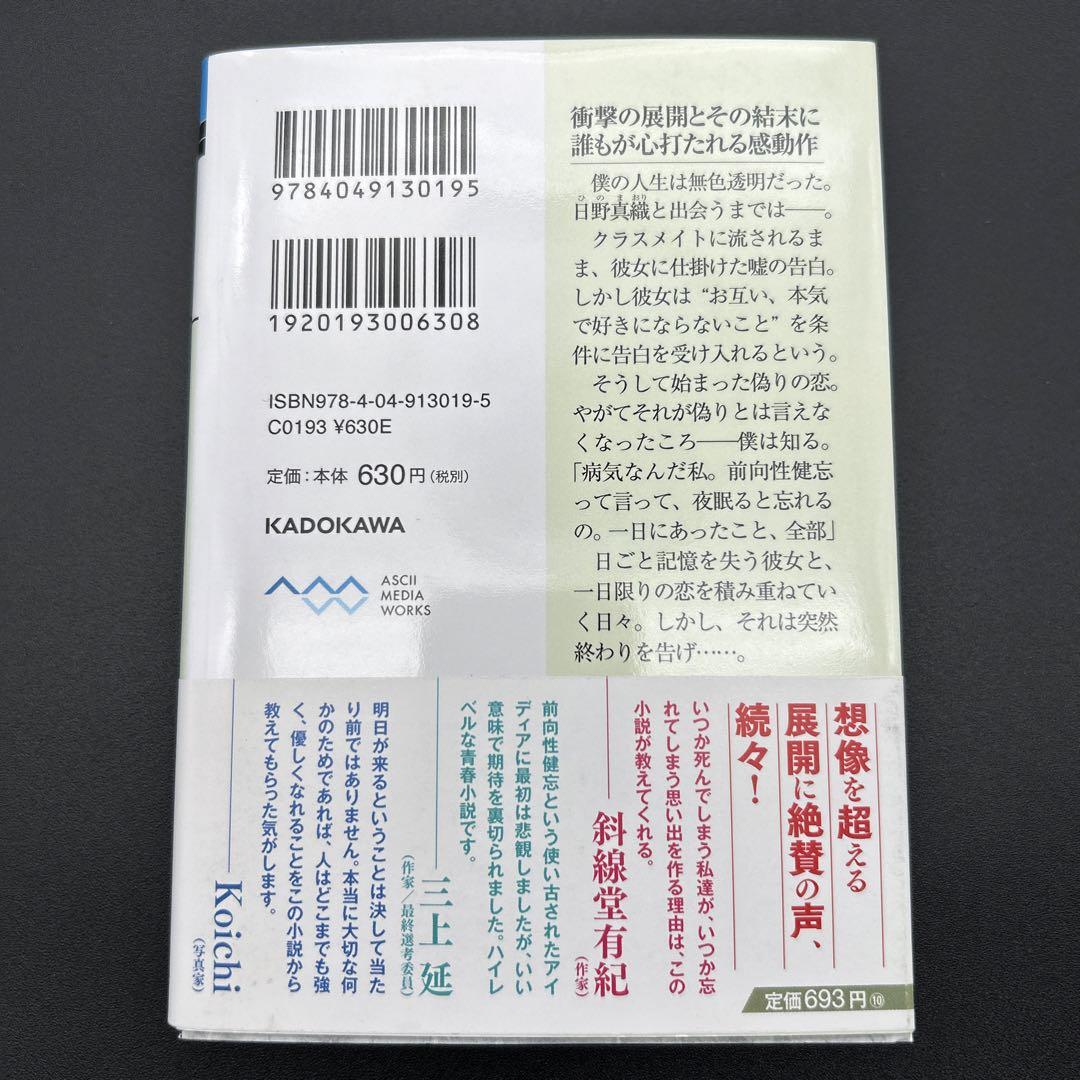 9784049130195
1920193006308
ISBN978-4-04-913019-5
C0193 ¥630E
定価:本体 630円(税別)
KADOKAWA
ASCII
MEDIA
WORKS
衝撃の展開とその結末に
誰もが心打たれる感動作
僕の人生は無色透明だった。
ひのまおり
日野真織と出会うまでは――。
クラスメイトに流されるま
ま、彼女に仕掛けた嘘の告白。
しかし彼女は“お互い、本気
で好きにならないこと”を条
件に告白を受け入れるという。
そうして始まった偽りの恋。
やがてそれが偽りとは言えな
くなったころ――僕は知る。
「病気なんだ私。前向性健忘
って言って、夜眠ると忘れる
の。一日にあったこと、全部」
日ごと記憶を失う彼女と、
一日限りの恋を積み重ねてい
く日々。しかし、それは突然
終わりを告げ……。
想像を超える
展開に絶賛の声、
続々!
いつか死んでしまう私達が、いつか忘
れてしまう思い出を作る理由は、この
小説が教えてくれる。
斜線堂有紀(作家)
前向性健忘という使い古されたアイ
ディアに最初は悲観しましたが、いい
意味で期待を裏切られました。ハイレ
ベルな青春小説です。
三上 延(作家/最終選考委員)
明日が来るということは決して当た
り前ではありません。本当に大切な何
かのためであれば、人はどこまでも強
く、優しくなれることをこの小説から
教えてもらった気がします。
Koichi(写真家)
定価693円⑩